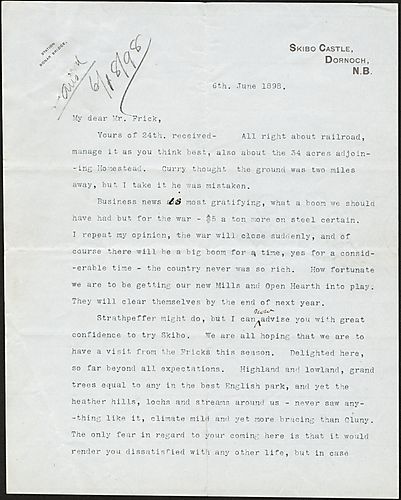 STATION,
BONAR BRIDGE.
6/18/98
SKIBO CASTLE,
DORNOCH,
N.B.
6th. June 1898.
My dear Mr. Frick,
Yours of 24th. received- All right about railroad,
manage it as you think best, also about the 34 acres adjoin-
-ing Homestead. Curry thought the ground was two miles
away, but I take it he was mistaken.
Business news is most gratifying, what a boom we should
have had but for the war - $5 a ton more on steel certain.
I repeat my opinion, the war will close suddenly, and of
course there will be a big boom for a time, yes for a consid-
-erable time - the country never was so rich. How fortunate
we are to be getting our new Mills and Open Hearth into play.
They will clear themselves by the end of next year.
Strathpeffer might do, but I can advise you with great
confidence to try Skibo. We are all hoping that we are to
have a visit from the Fricks this season. Delighted here,
so far beyond all expectations. Highland and lowland, grand
trees equal to any in the best English park, and yet the
heather hills, lochs and streams around us - never saw any-
-thing like it, climate mild and yet more bracing than Cluny.
The only fear in regard to your coming here is that it would
render you dissatisfied with any other life, but in case